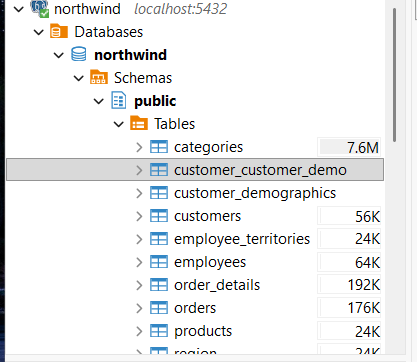 northwind localhost:5432
Databases
northwind
Schemas
public
Tables
categories 7.6M
customer_customer_demo
customer_demographics
customers 56K
employee_territories 24K
employees 64K
order_details 192K
orders 176K
products 24K
region 24K